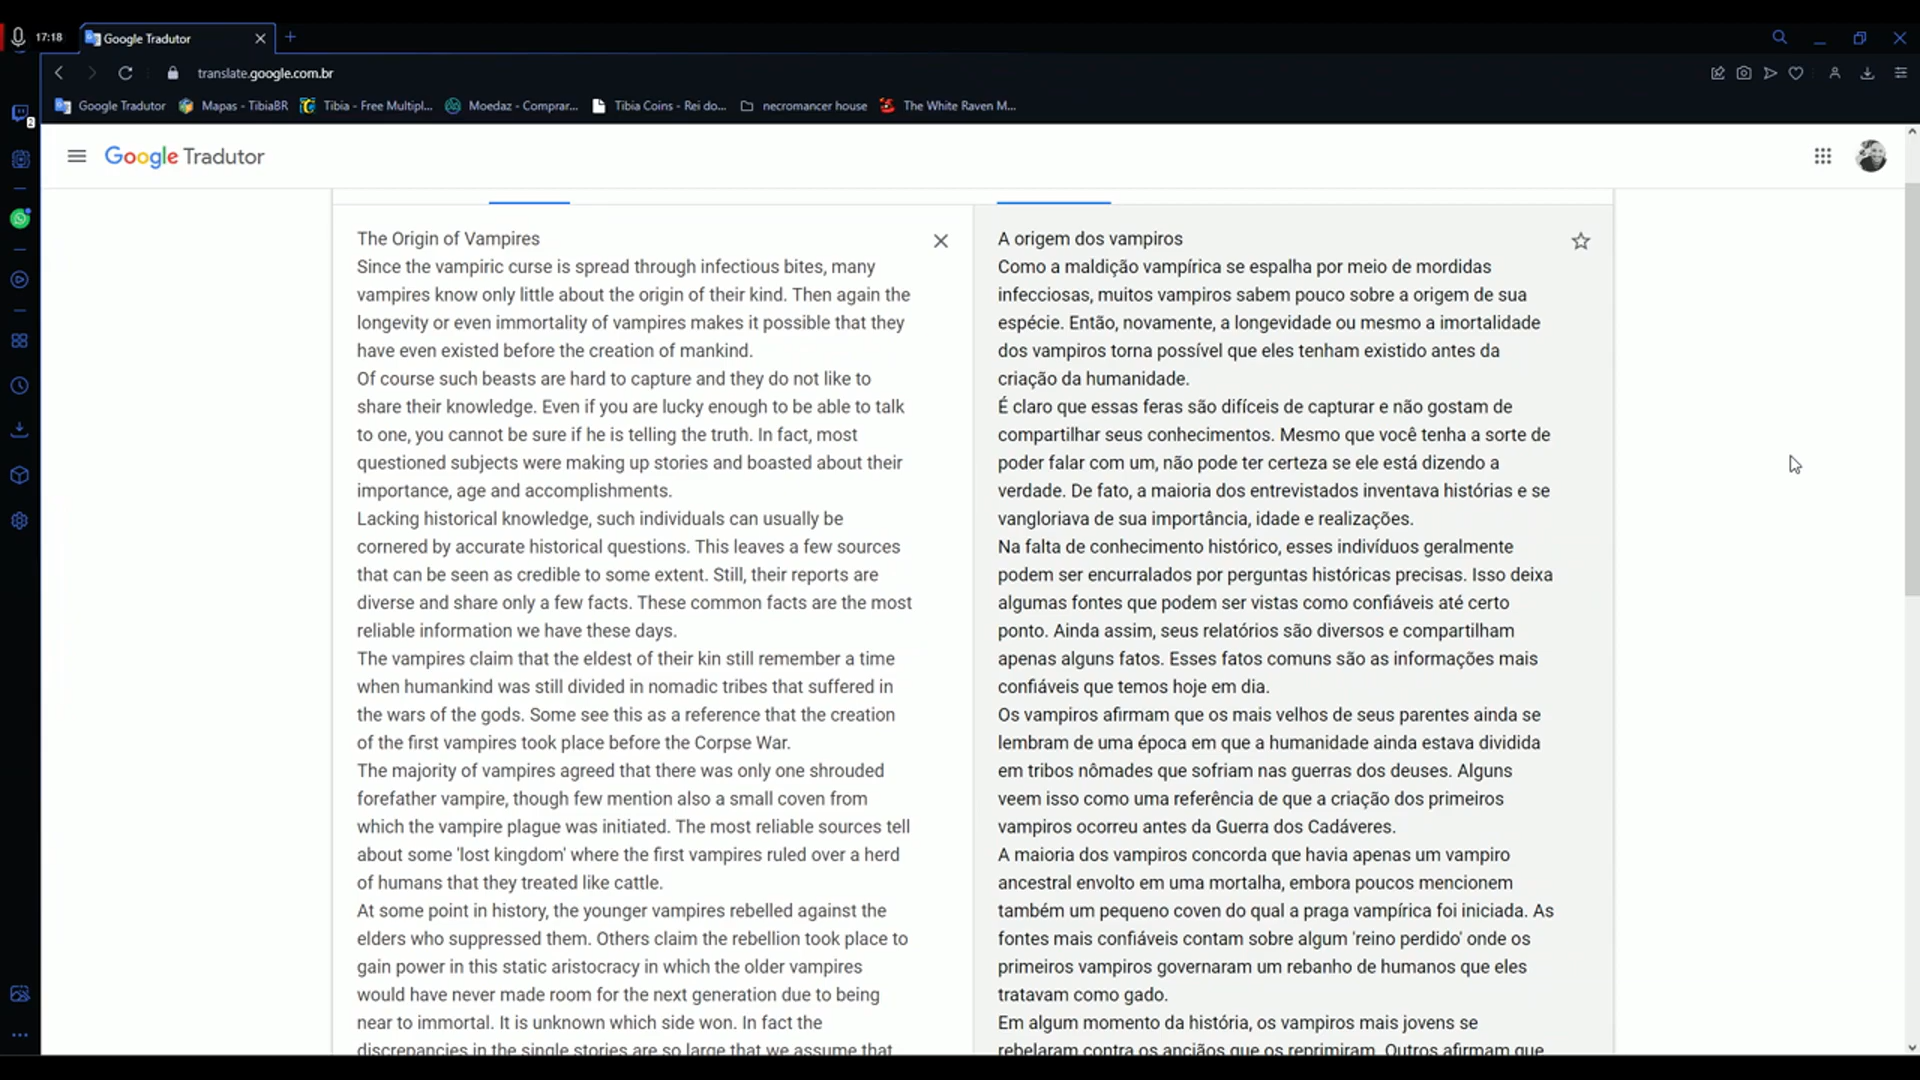 17:18
Google Tradutor
translate.google.com.br
Google Tradutor
Mapas - TibiaBR
Tibia - Free Multipl...
Moedaz - Comprar...
Tibia Coins - Rei do...
necromancer house
The White Raven M...
2
Google Tradutor
The Origin of Vampires
Since the vampiric curse is spread through infectious bites, many
vampires know only little about the origin of their kind. Then again the
longevity or even immortality of vampires makes it possible that they
have even existed before the creation of mankind.
Of course such beasts are hard to capture and they do not like to
share their knowledge. Even if you are lucky enough to be able to talk
to one, you cannot be sure if he is telling the truth. In fact, most
questioned subjects were making up stories and boasted about their
importance, age and accomplishments.
Lacking historical knowledge, such individuals can usually be
cornered by accurate historical questions. This leaves a few sources
that can be seen as credible to some extent. Still, their reports are
diverse and share only a few facts. These common facts are the most
reliable information we have these days.
The vampires claim that the eldest of their kin still remember a time
when humankind was still divided in nomadic tribes that suffered in
the wars of the gods. Some see this as a reference that the creation
of the first vampires took place before the Corpse War.
The majority of vampires agreed that there was only one shrouded
forefather vampire, though few mention also a small coven from
which the vampire plague was initiated. The most reliable sources tell
about some 'lost kingdom' where the first vampires ruled over a herd
of humans that they treated like cattle.
At some point in history, the younger vampires rebelled against the
elders who suppressed them. Others claim the rebellion took place to
gain power in this static aristocracy in which the older vampires
would have never made room for the next generation due to being
near to immortal. It is unknown which side won. In fact the
discrepancies in the single stories are so large that we assume that
A origem dos vampiros
Como a maldição vampírica se espalha por meio de mordidas
infecciosas, muitos vampiros sabem pouco sobre a origem de sua
espécie. Então, novamente, a longevidade ou mesmo a imortalidade
dos vampiros torna possível que eles tenham existido antes da
criação da humanidade.
É claro que essas feras são difíceis de capturar e não gostam de
compartilhar seus conhecimentos. Mesmo que você tenha a sorte de
poder falar com um, não pode ter certeza se ele está dizendo a
verdade. De fato, a maioria dos entrevistados inventava histórias e se
vangloriava de sua importância, idade e realizações.
Na falta de conhecimento histórico, esses indivíduos geralmente
podem ser encurralados por perguntas históricas precisas. Isso deixa
algumas fontes que podem ser vistas como confiáveis até certo
ponto. Ainda assim, seus relatórios são diversos e compartilham
apenas alguns fatos. Esses fatos comuns são as informações mais
confiáveis que temos hoje em dia.
Os vampiros afirmam que os mais velhos de seus parentes ainda se
lembram de uma época em que a humanidade ainda estava dividida
em tribos nômades que sofriam nas guerras dos deuses. Alguns
veem isso como uma referência de que a criação dos primeiros
vampiros ocorreu antes da Guerra dos Cadáveres.
A maioria dos vampiros concorda que havia apenas um vampiro
ancestral envolto em uma mortalha, embora poucos mencionem
também um pequeno coven do qual a praga vampírica foi iniciada. As
fontes mais confiáveis contam sobre algum 'reino perdido' onde os
primeiros vampiros governaram um rebanho de humanos que eles
tratavam como gado.
Em algum momento da história, os vampiros mais jovens se
rebelaram contra os anciãos que os reprimiram. Outros afirmam que